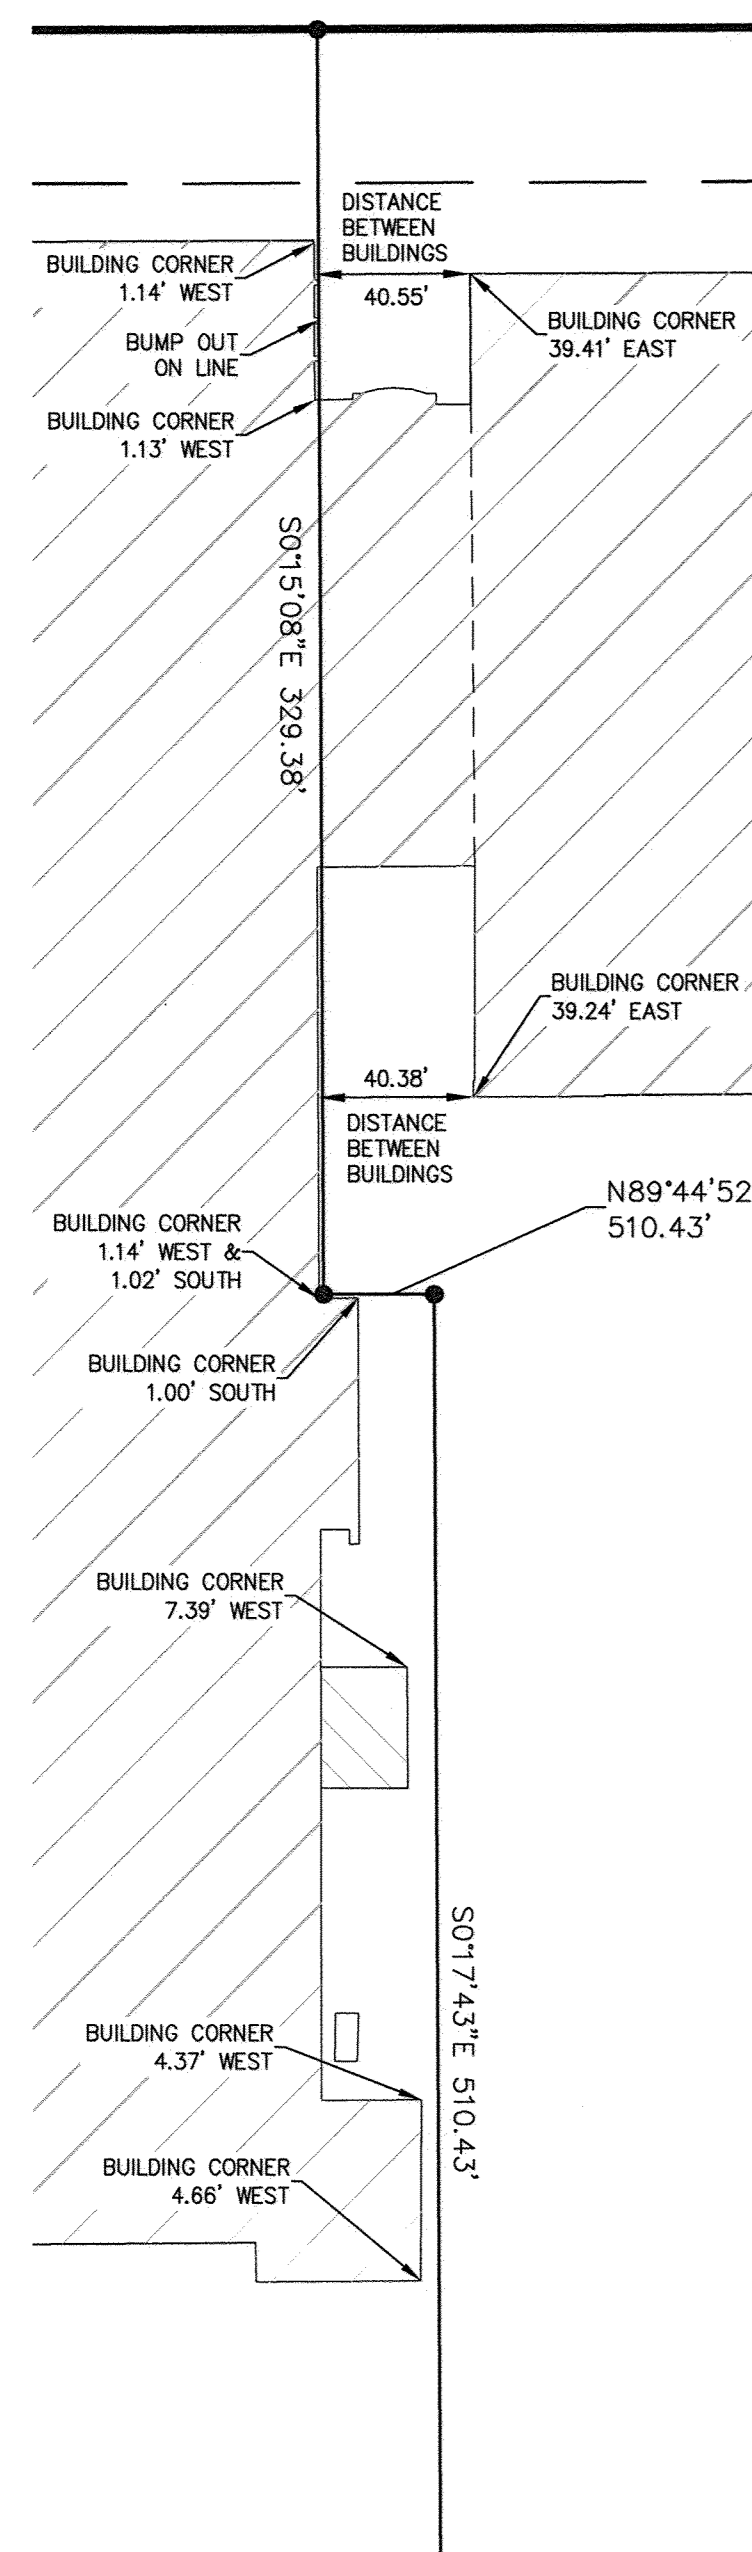 DISTANCE
BETWEEN
BUILDINGS
40.55'
BUILDING CORNER
1.14' WEST
BUILDING CORNER
39.41' EAST
BUMP OUT
ON LINE
BUILDING CORNER
1.13' WEST
S0°15'08"E 329.38'
BUILDING CORNER
39.24' EAST
40.38'
DISTANCE
BETWEEN
BUILDINGS
N89°44'52
510.43'
BUILDING CORNER
1.14' WEST &
1.02' SOUTH
BUILDING CORNER
1.00' SOUTH
BUILDING CORNER
7.39' WEST
S0°17'43"E 510.43'
BUILDING CORNER
4.37' WEST
BUILDING CORNER
4.66' WEST